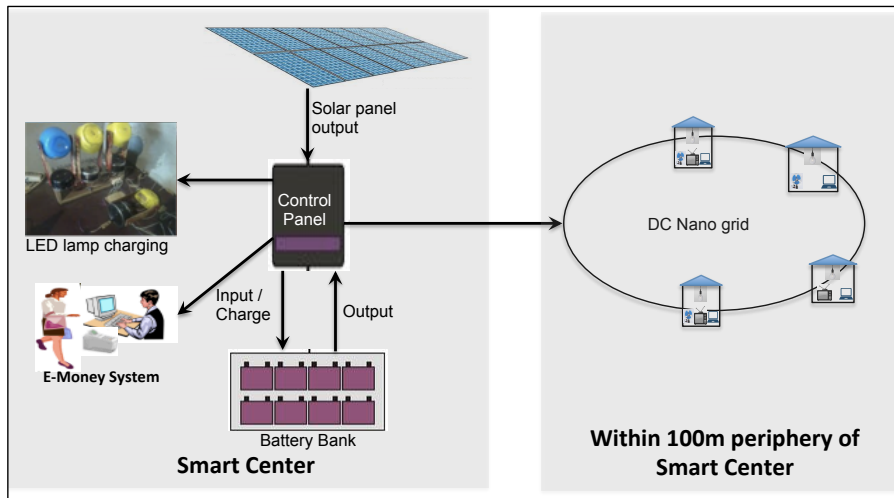 Solar panel
output
Control
Panel
LED lamp charging
Input /
Charge
Output
E-Money System
Battery Bank
Smart Center
DC Nano grid
Within 100m periphery of
Smart Center